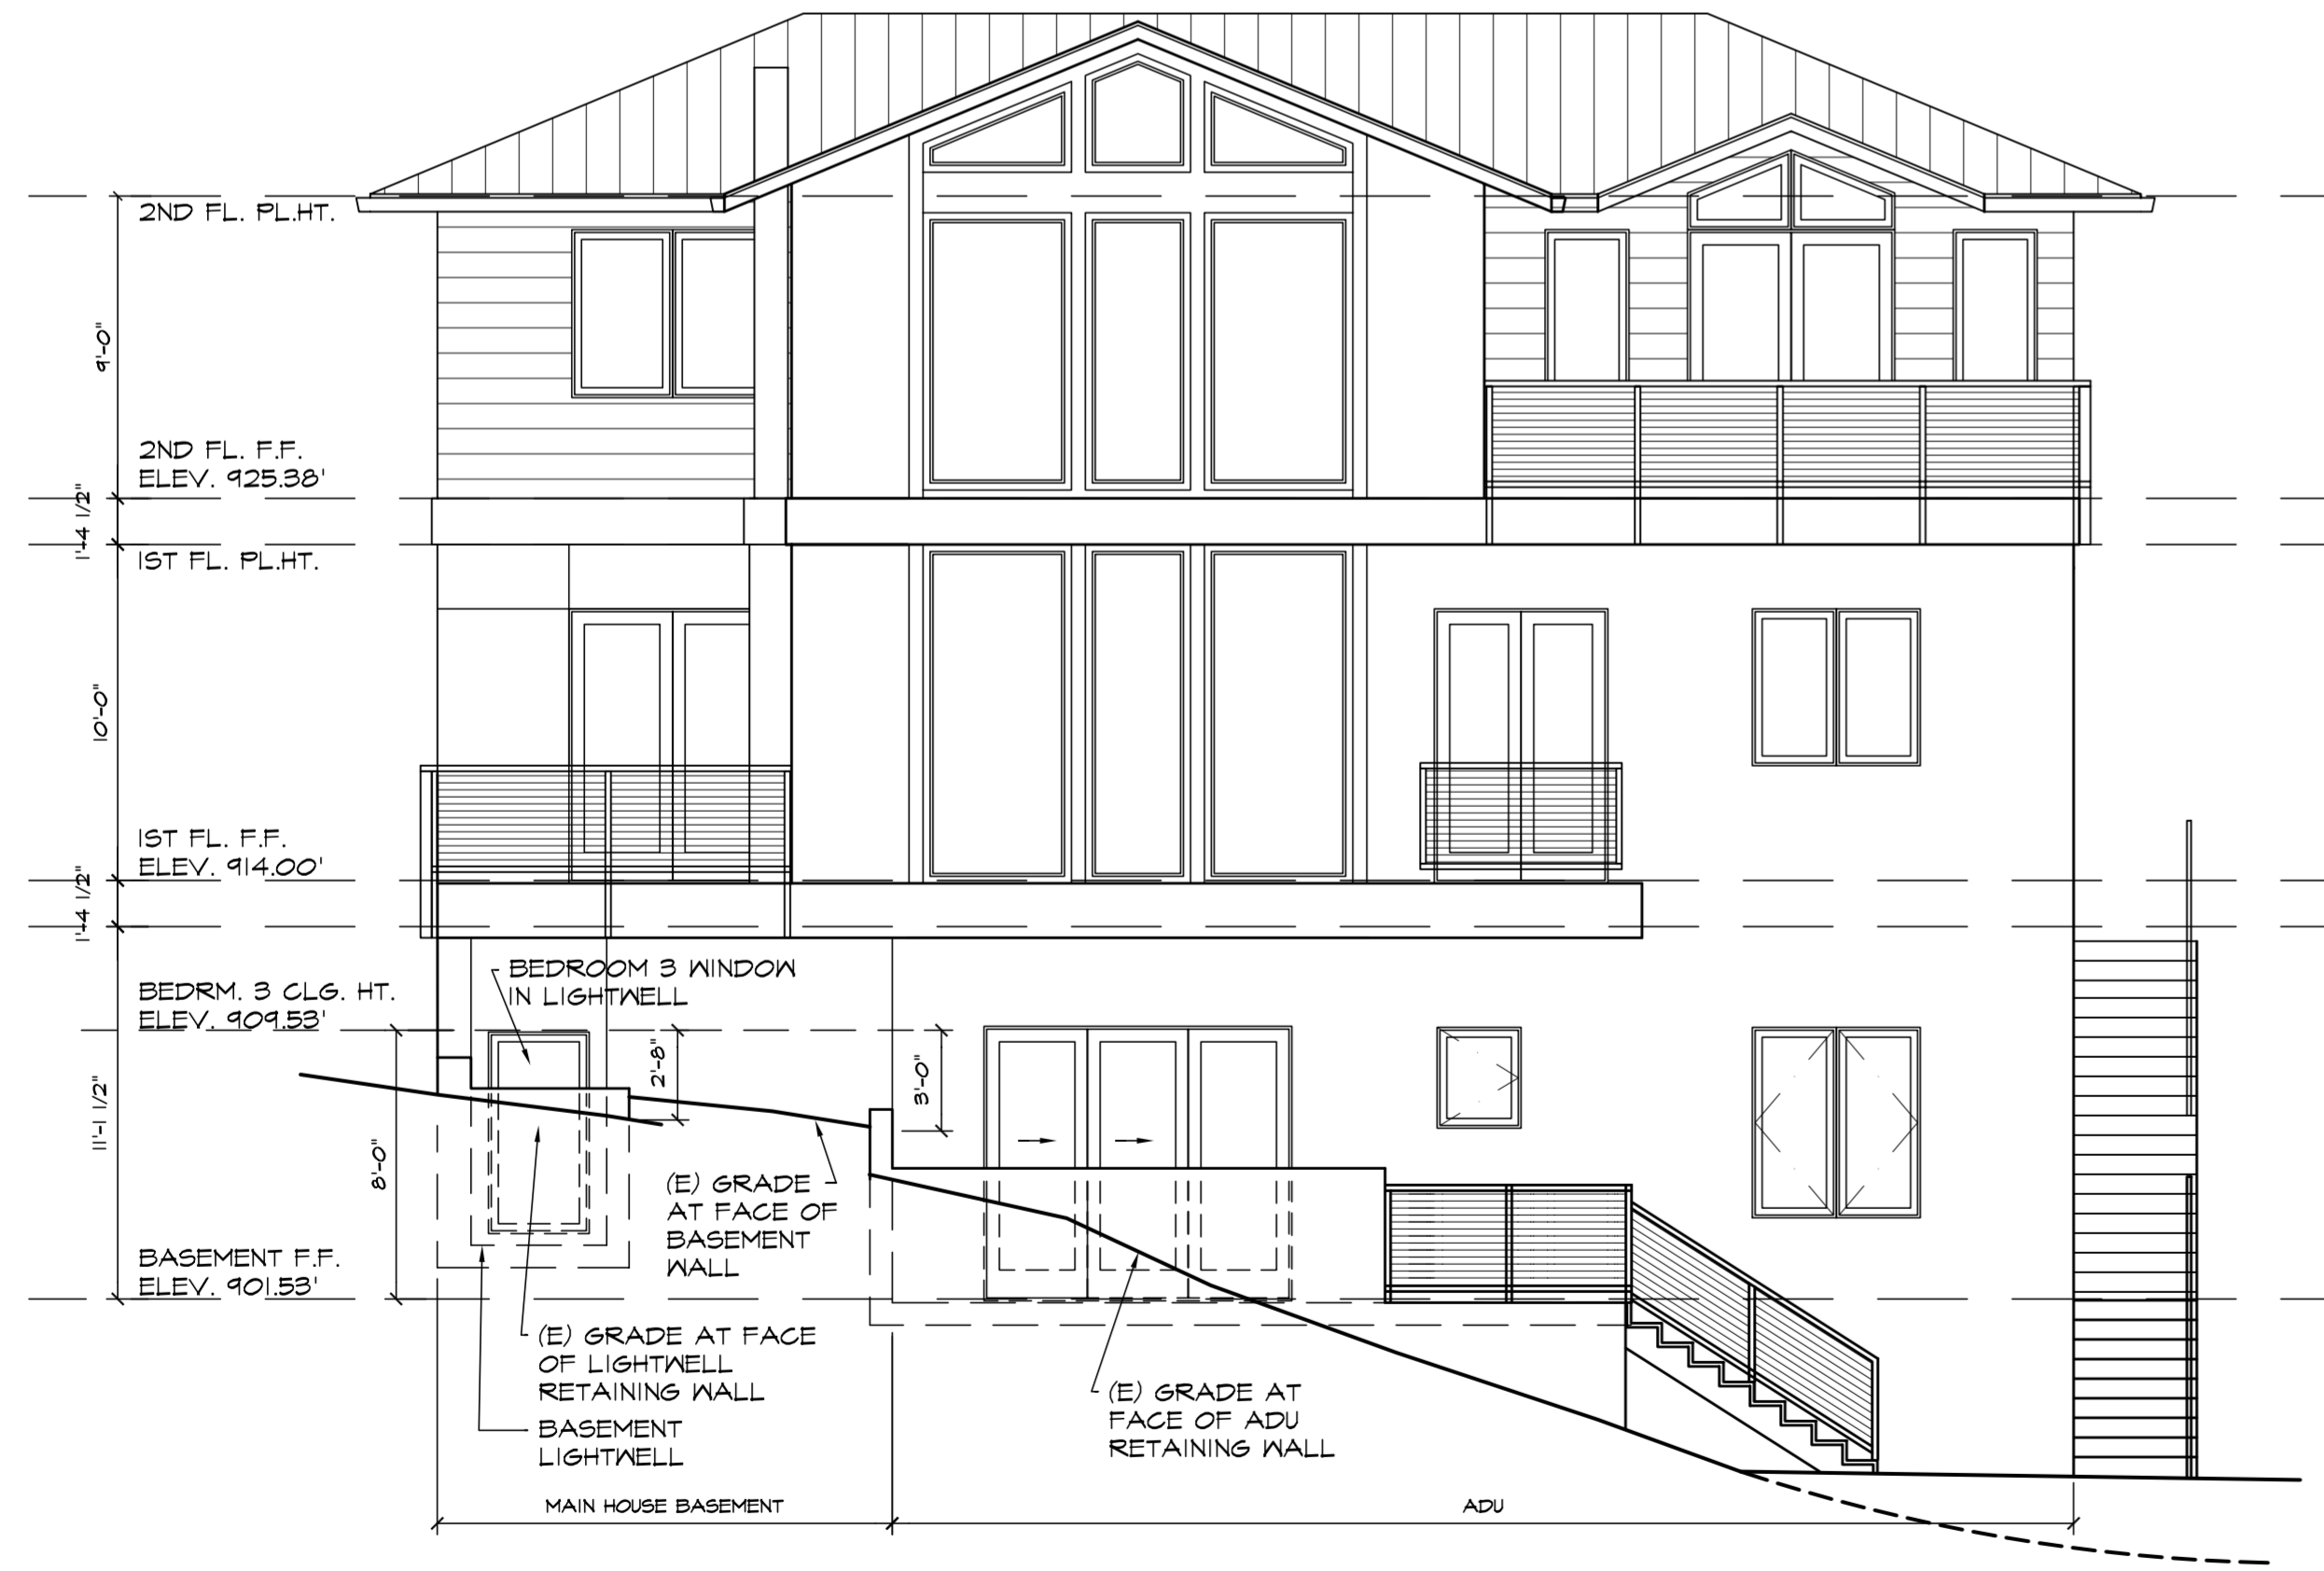 2ND FL. PL.HT.
9'-0"
2ND FL. F.F.
ELEV. 925.38'
1'-4 1/2"
1ST FL. PL.HT.
10'-0"
1ST FL. F.F.
ELEV. 914.00'
1'-4 1/2"
BEDROOM 3 WINDOW
IN LIGHTWELL
BEDRM. 3 CLG. HT.
ELEV. 909.53'
2'-8"
3'-0"
11'-1 1/2"
8'-0"
(E) GRADE
AT FACE OF
BASEMENT
WALL
BASEMENT F.F.
ELEV. 901.53'
(E) GRADE AT FACE
OF LIGHTWELL
RETAINING WALL
BASEMENT
LIGHTWELL
(E) GRADE AT
FACE OF ADU
RETAINING WALL
MAIN HOUSE BASEMENT
ADU